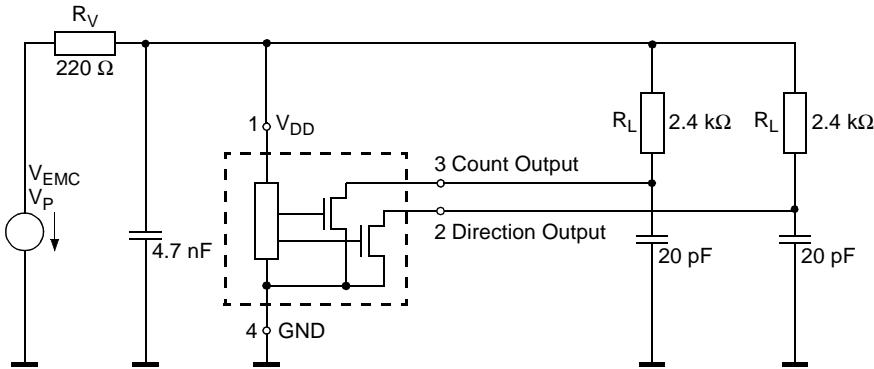 R_V
220 Ω
1 V_DD
R_L 2.4 kΩ R_L 2.4 kΩ
3 Count Output
V_EMC
V_P
2 Direction Output
4.7 nF
20 pF 20 pF
4 GND